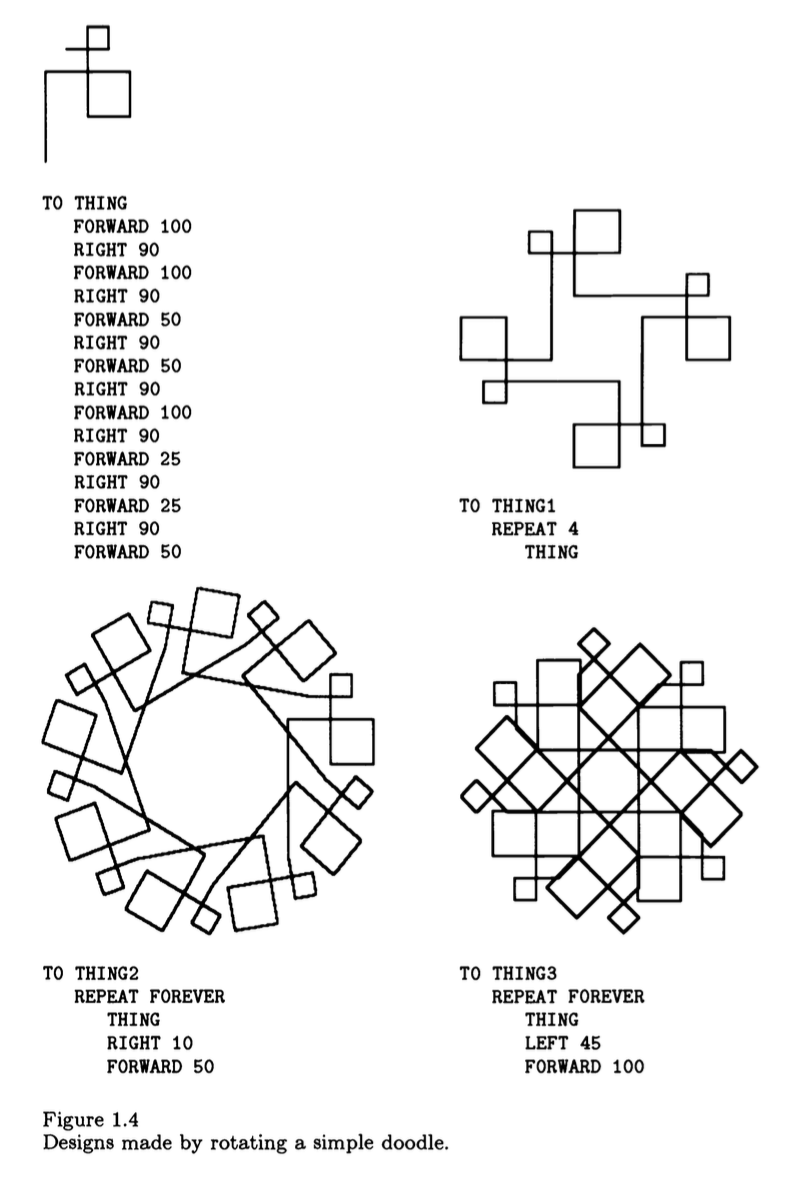 TO THING
FORWARD 100
RIGHT 90
FORWARD 100
RIGHT 90
FORWARD 50
RIGHT 90
FORWARD 50
RIGHT 90
FORWARD 100
RIGHT 90
FORWARD 25
RIGHT 90
FORWARD 25
RIGHT 90
FORWARD 50
TO THING1
REPEAT 4
THING
TO THING2
REPEAT FOREVER
THING
RIGHT 10
FORWARD 50
TO THING3
REPEAT FOREVER
THING
LEFT 45
FORWARD 100
Figure 1.4
Designs made by rotating a simple doodle.